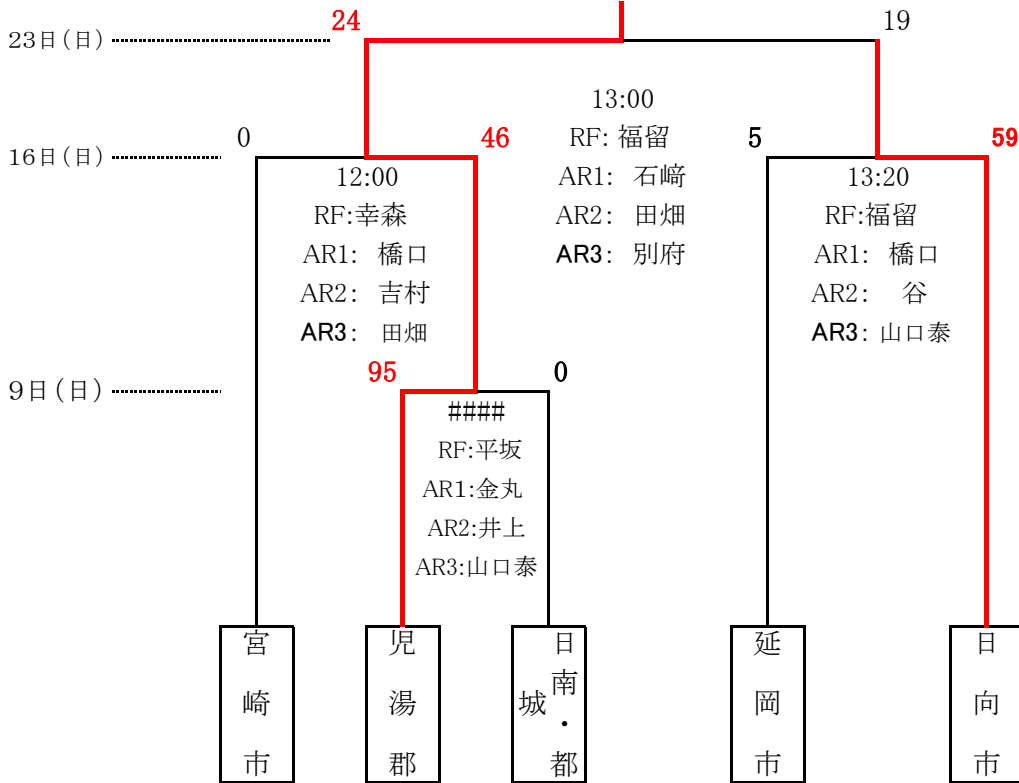 24
19
23日(日)
13:00
RF: 福留
AR1: 石﨑
AR2: 田畑
AR3: 別府
0
46
5
59
16日(日)
12:00
RF:幸森
AR1: 橋口
AR2: 吉村
AR3: 田畑
13:20
RF:福留
AR1: 橋口
AR2: 谷
AR3: 山口泰
95
0
9日(日)
####
RF:平坂
AR1:金丸
AR2:井上
AR3:山口泰
宮崎市
児湯郡
日南・都城
延岡市
日向市